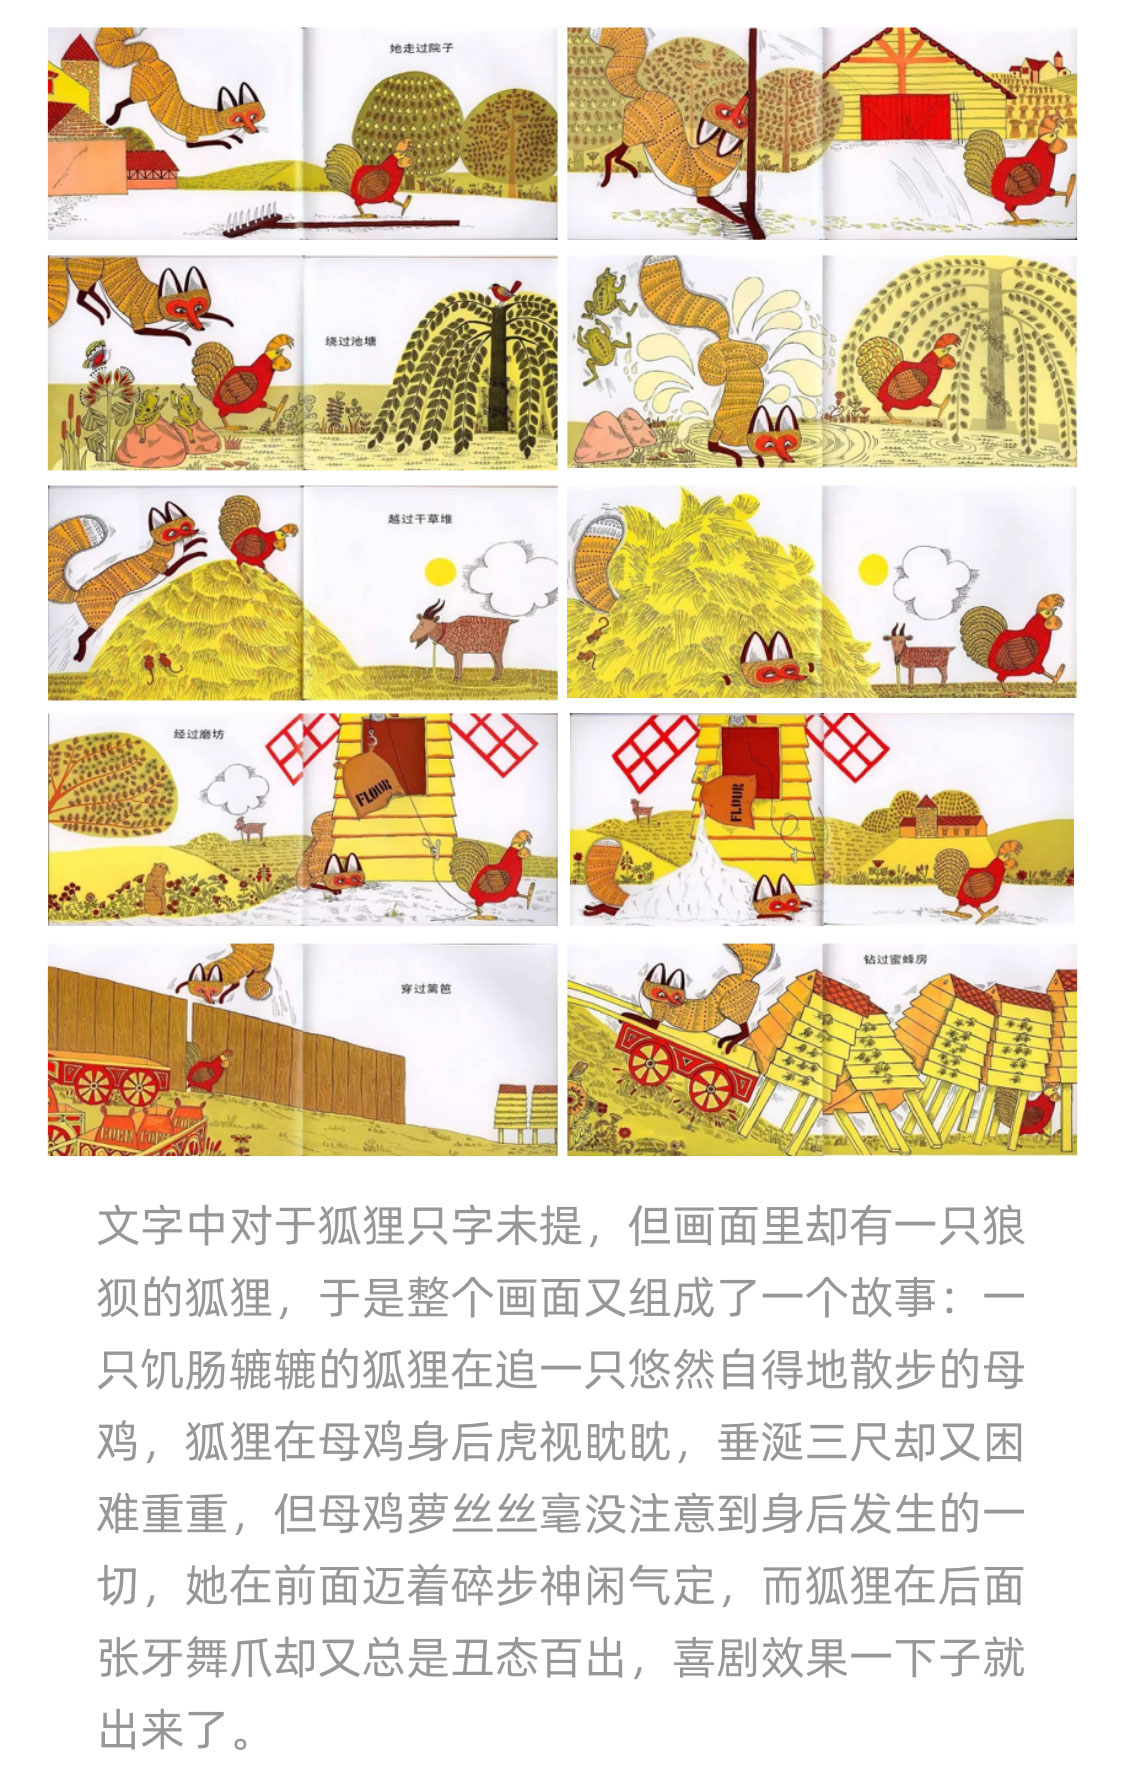 她走过院子
绕过池塘
越过干草堆
经过磨坊
FLOUR
FLOUR
穿过篱笆
钻过蜜蜂房
文字中对于狐狸只字未提，但画面里却有一只狼
狈的狐狸，于是整个画面又组成了一个故事：一
只饥肠辘辘的狐狸在追一只悠然自得地散步的母
鸡，狐狸在母鸡身后虎视眈眈，垂涎三尺却又困
难重重，但母鸡萝丝丝毫没注意到身后发生的一
切，她在前面迈着碎步神闲气定，而狐狸在后面
张牙舞爪却又总是丑态百出，喜剧效果一下子就
出来了。